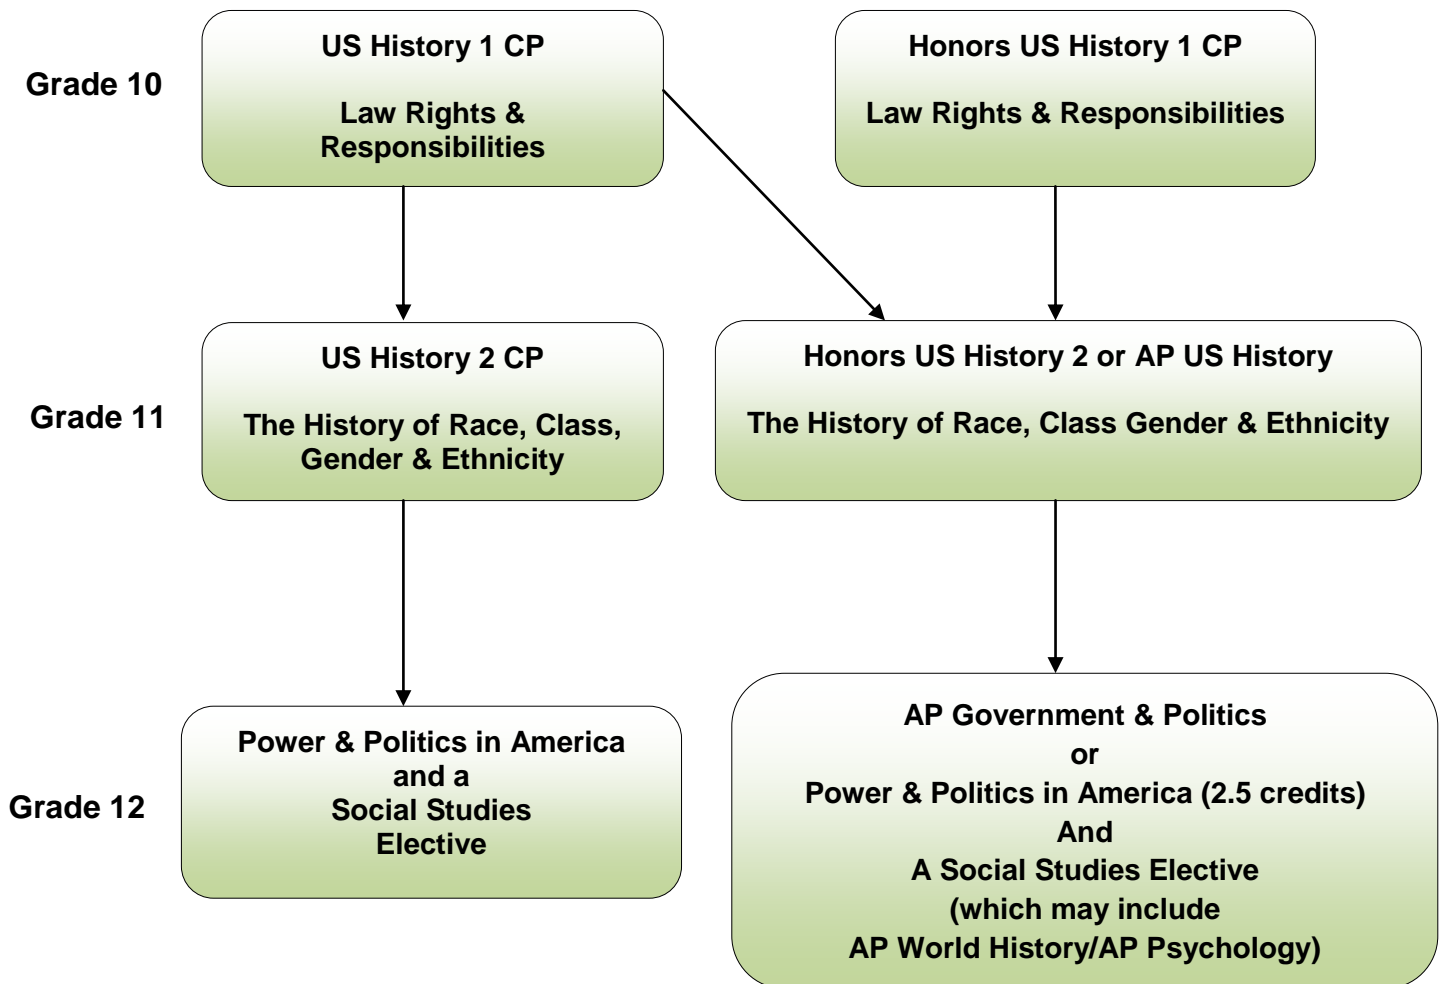 Grade 10
US History 1 CP
Law Rights &
Responsibilities
Honors US History 1 CP
Law Rights & Responsibilities
Grade 11
US History 2 CP
The History of Race, Class,
Gender & Ethnicity
Honors US History 2 or AP US History
The History of Race, Class Gender & Ethnicity
Grade 12
Power & Politics in America
and a
Social Studies
Elective
AP Government & Politics
or
Power & Politics in America (2.5 credits)
And
A Social Studies Elective
(which may include
AP World History/AP Psychology)